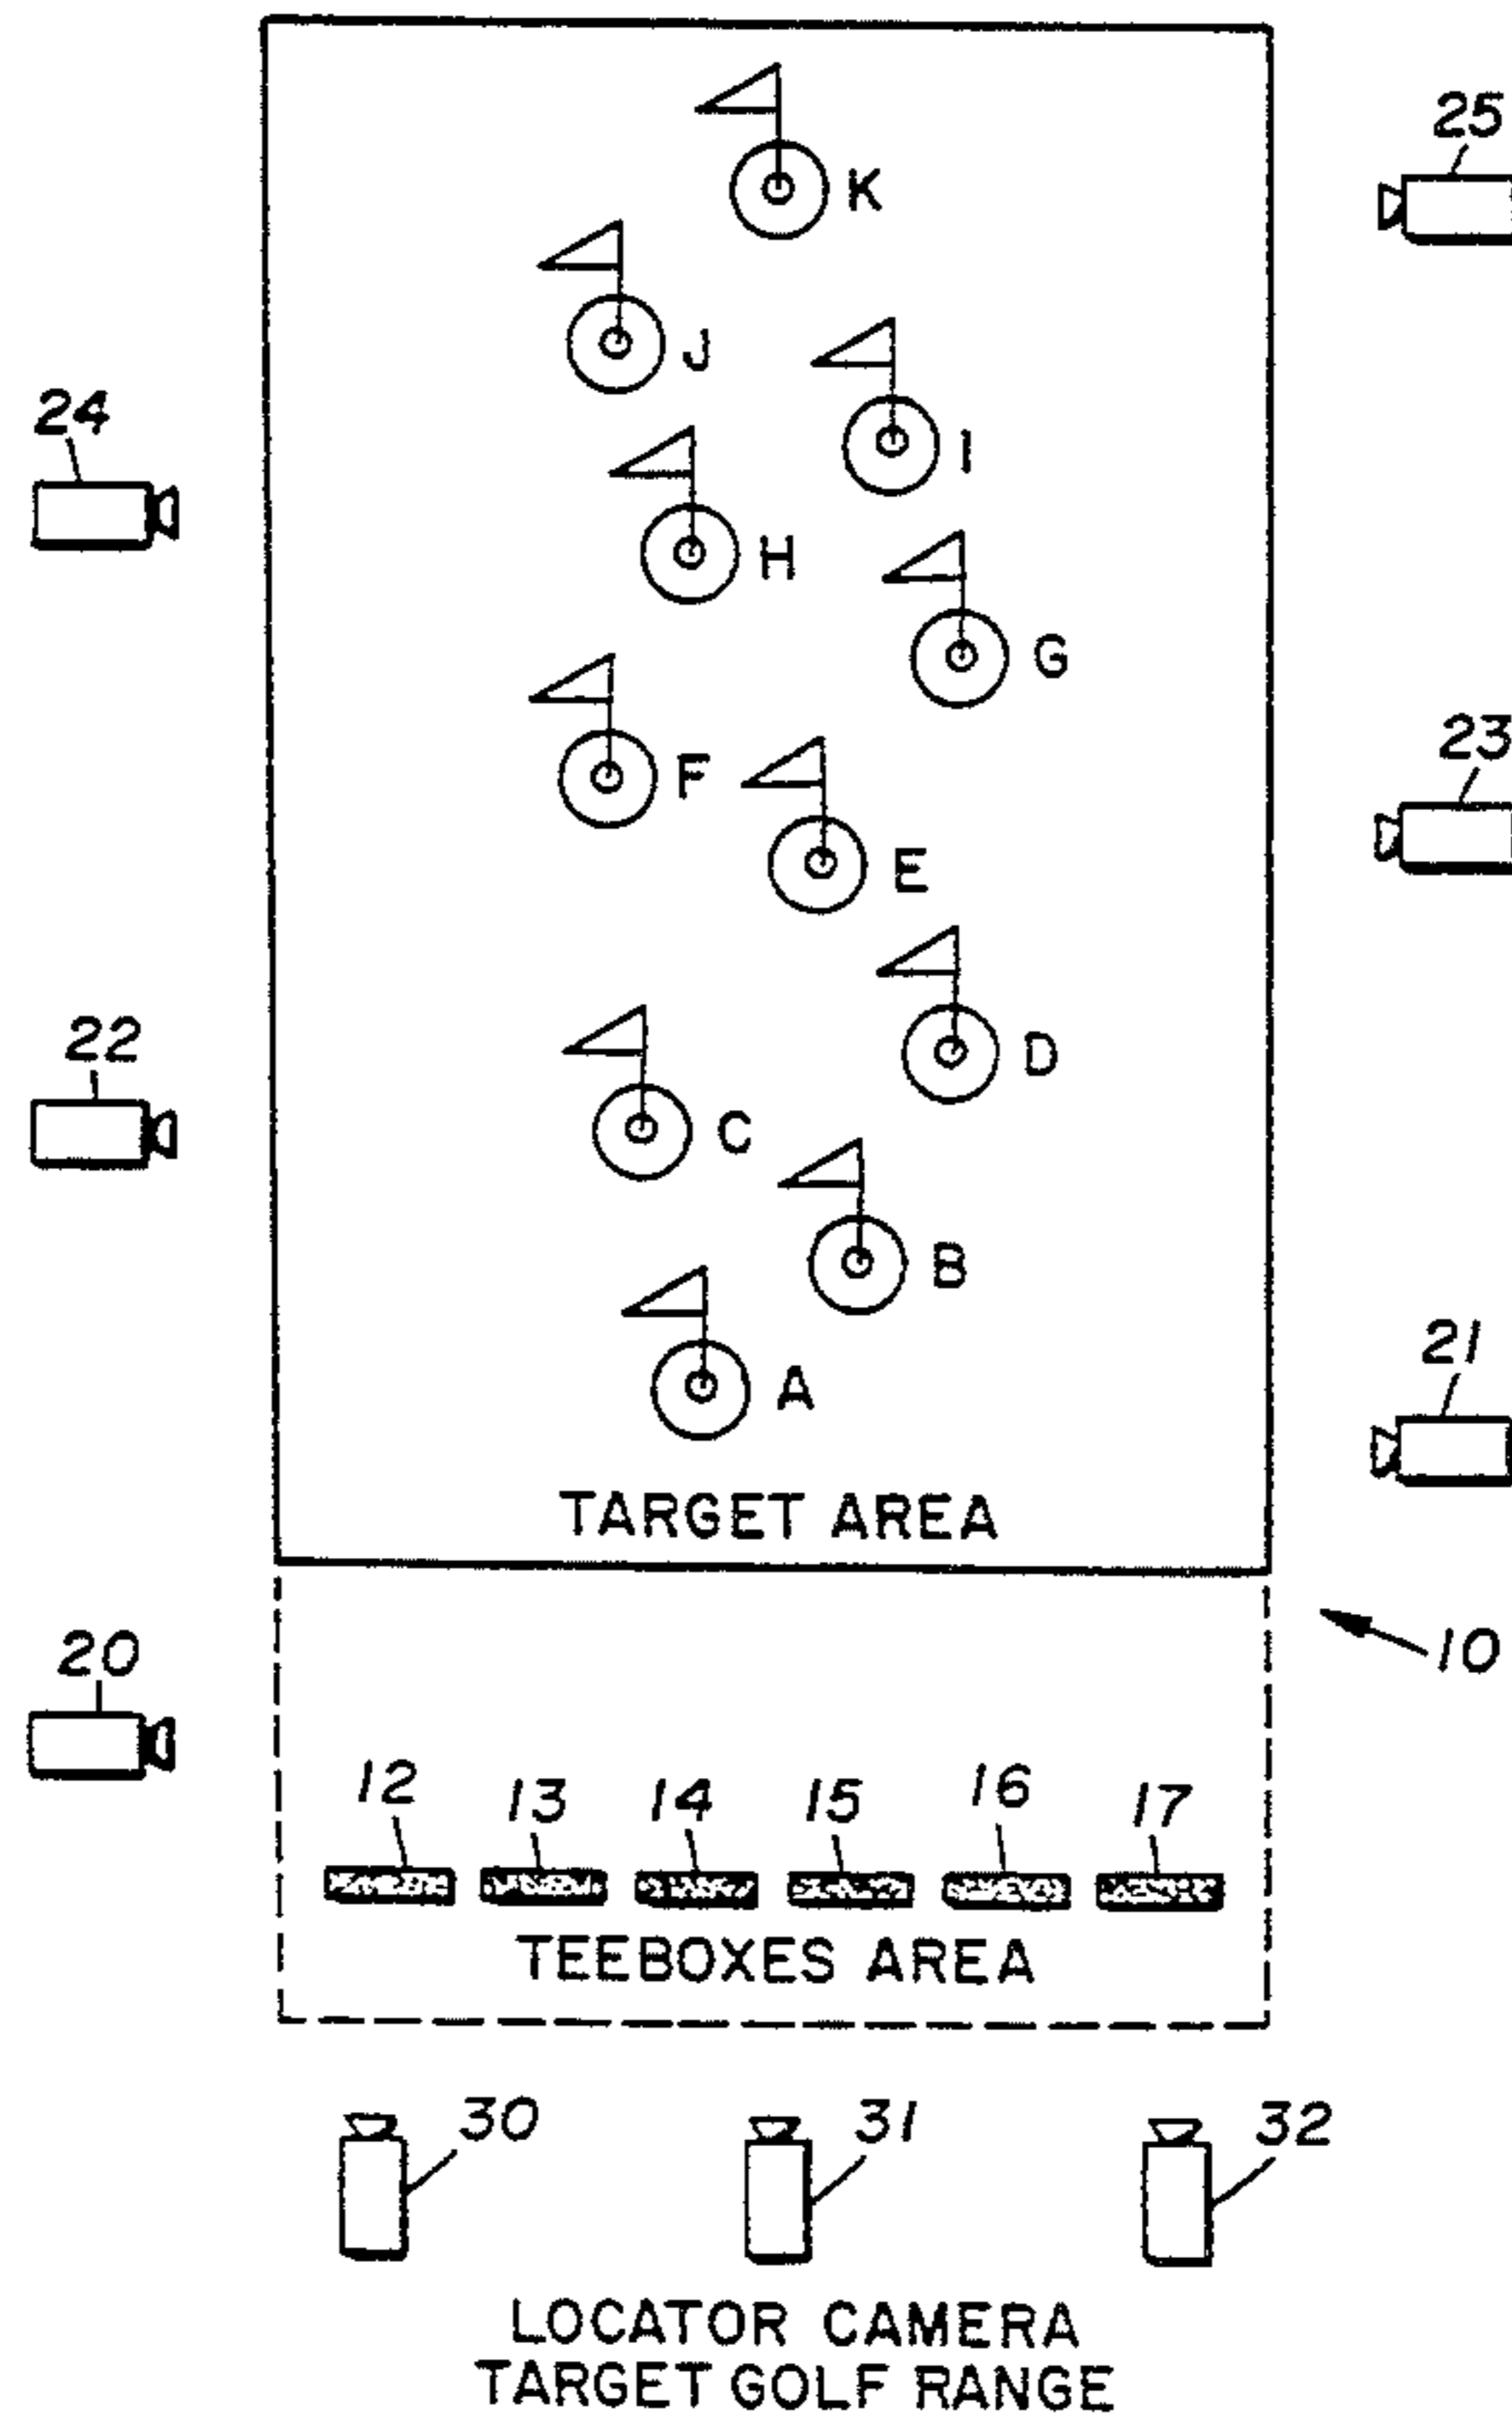 25
K
J
24
I
H
G
23
F
E
22
D
C
B
21
A
TARGET AREA
10
20
12 13 14 15 16 17
TEEBOXES AREA
30 31 32
LOCATOR CAMERA
TARGET GOLF RANGE